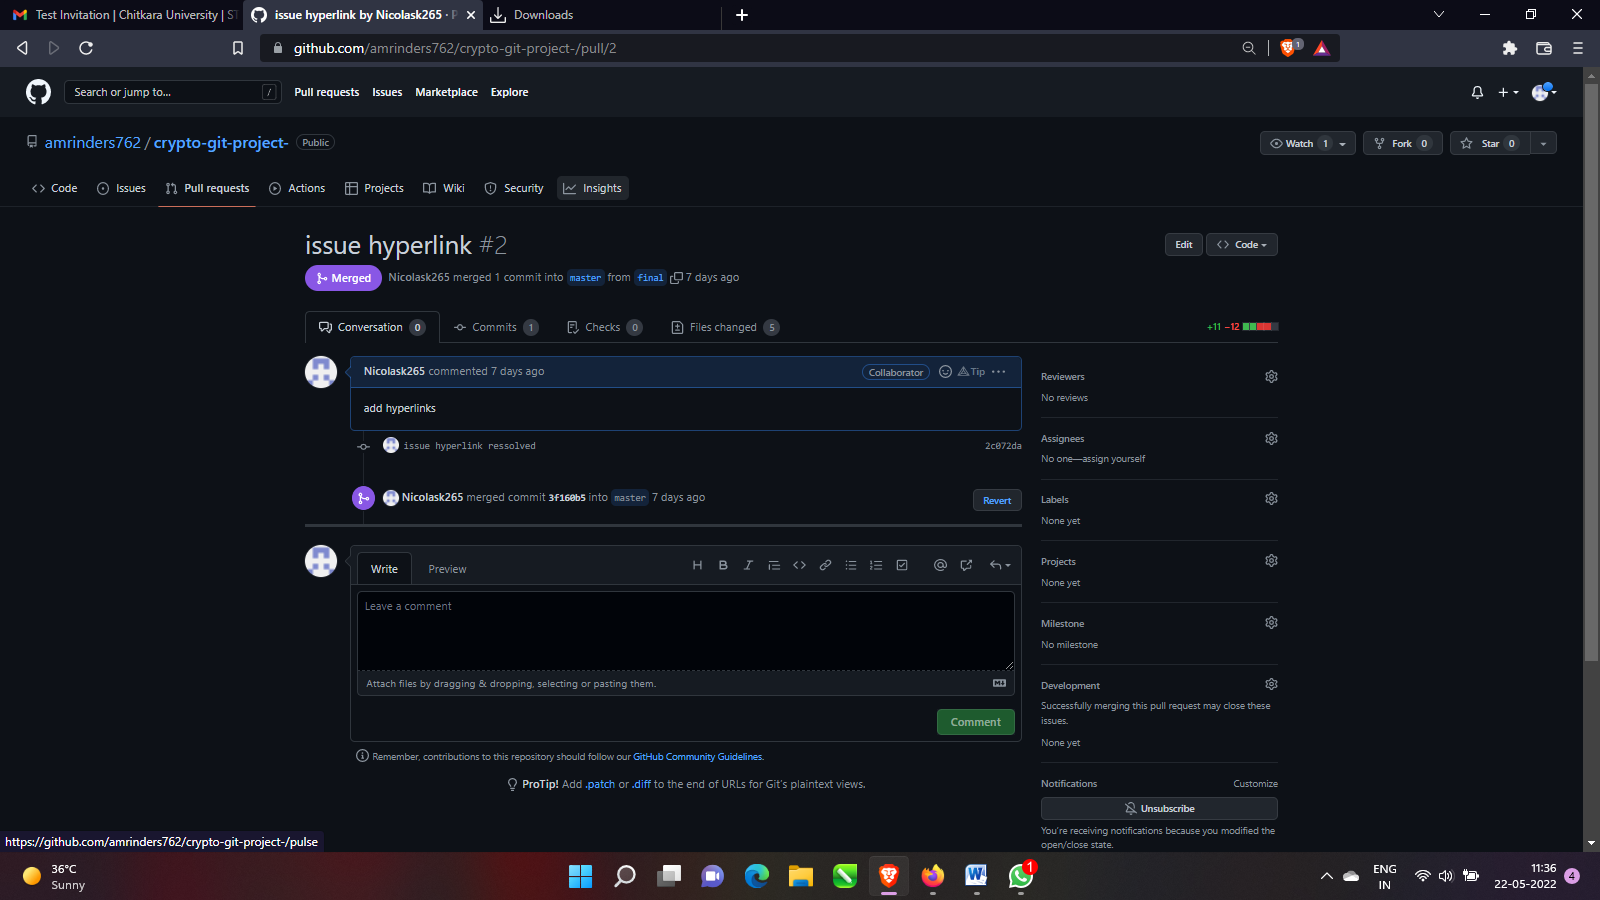 Test Invitation | Chitkara University | ST
issue hyperlink by Nicolask265 · P
Downloads
github.com/amrinders762/crypto-git-project-/pull/2
1
Search or jump to...
/
Pull requests
Issues
Marketplace
Explore
amrinders762 / crypto-git-project-
Public
Watch 1
Fork 0
Star 0
Code
Issues
Pull requests
Actions
Projects
Wiki
Security
Insights
issue hyperlink #2
Edit
Code
Merged
Nicolask265 merged 1 commit into master from final 7 days ago
Conversation 0
Commits 1
Checks 0
Files changed 5
+11 −12
Nicolask265 commented 7 days ago
Collaborator
Tip
add hyperlinks
issue hyperlink ressolved
2c072da
Nicolask265 merged commit 3f160b5 into master 7 days ago
Revert
Write
Preview
Leave a comment
Attach files by dragging & dropping, selecting or pasting them.
Comment
Remember, contributions to this repository should follow our GitHub Community Guidelines.
ProTip! Add .patch or .diff to the end of URLs for Git's plaintext views.
Reviewers
No reviews
Assignees
No one—assign yourself
Labels
None yet
Projects
None yet
Milestone
No milestone
Development
Successfully merging this pull request may close these
issues.
None yet
Notifications
Customize
Unsubscribe
You're receiving notifications because you modified the
open/close state.
https://github.com/amrinders762/crypto-git-project-/pulse
36°C
Sunny
1
ENG
IN
11:36
22-05-2022
4